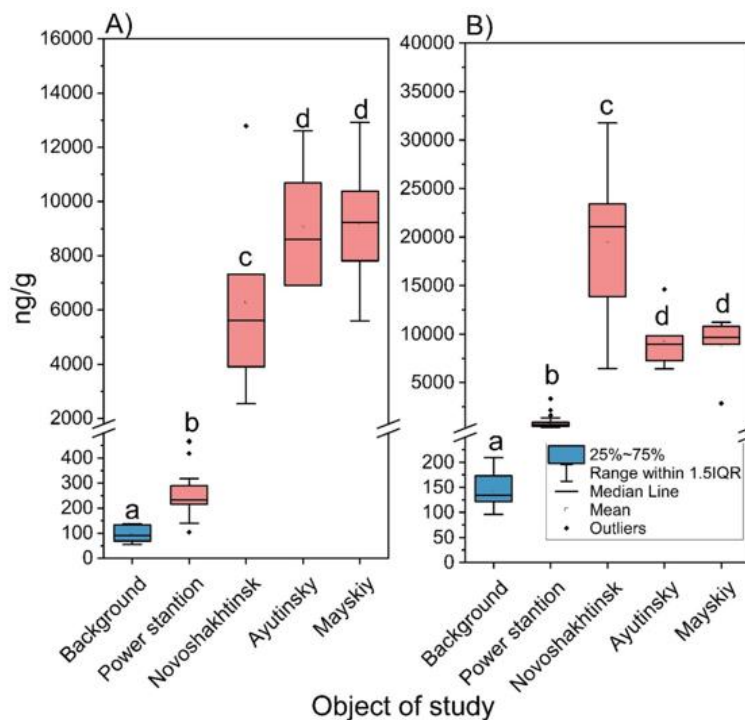 A)
B)
ng/g
16000
14000
12000
10000
8000
6000
4000
2000
400
300
200
100
0
a
b
c
d
d
Background
Power stantion
Novoshakhtinsk
Ayutinsky
Mayskiy
40000
35000
30000
25000
20000
15000
10000
5000
200
150
100
50
0
a
b
c
d
d
25%~75%
Range within 1.5IQR
Median Line
Mean
Outliers
Background
Power stantion
Novoshakhtinsk
Ayutinsky
Mayskiy
Object of study